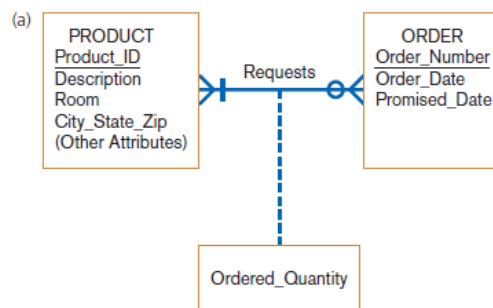 (a)
PRODUCT
Product_ID
Description
Room
City_State_Zip
(Other Attributes)
Requests
ORDER
Order_Number
Order_Date
Promised_Date
Ordered_Quantity